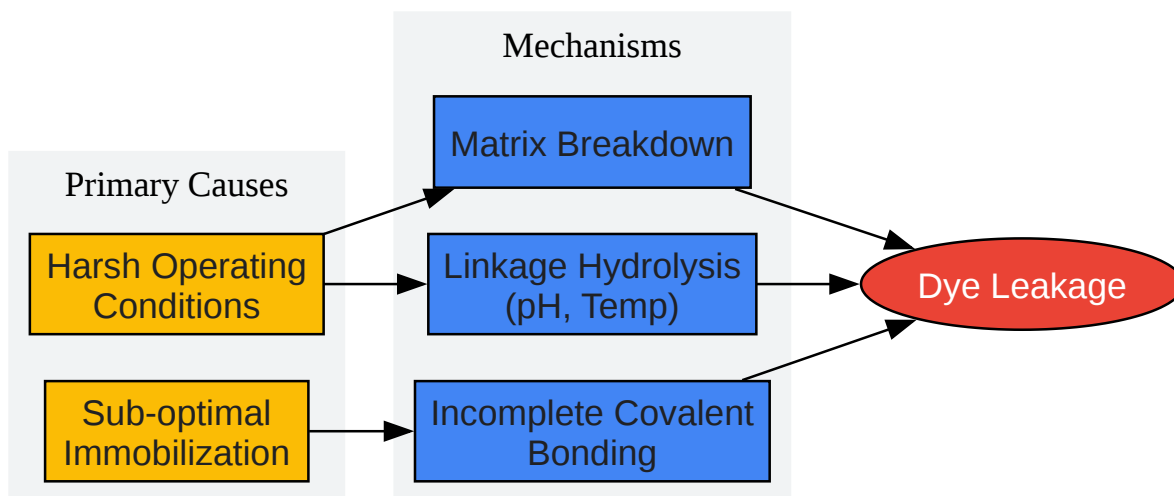 Primary Causes
Harsh Operating
Conditions
Sub-optimal
Immobilization
Mechanisms
Matrix Breakdown
Linkage Hydrolysis
(pH, Temp)
Incomplete Covalent
Bonding
Dye Leakage